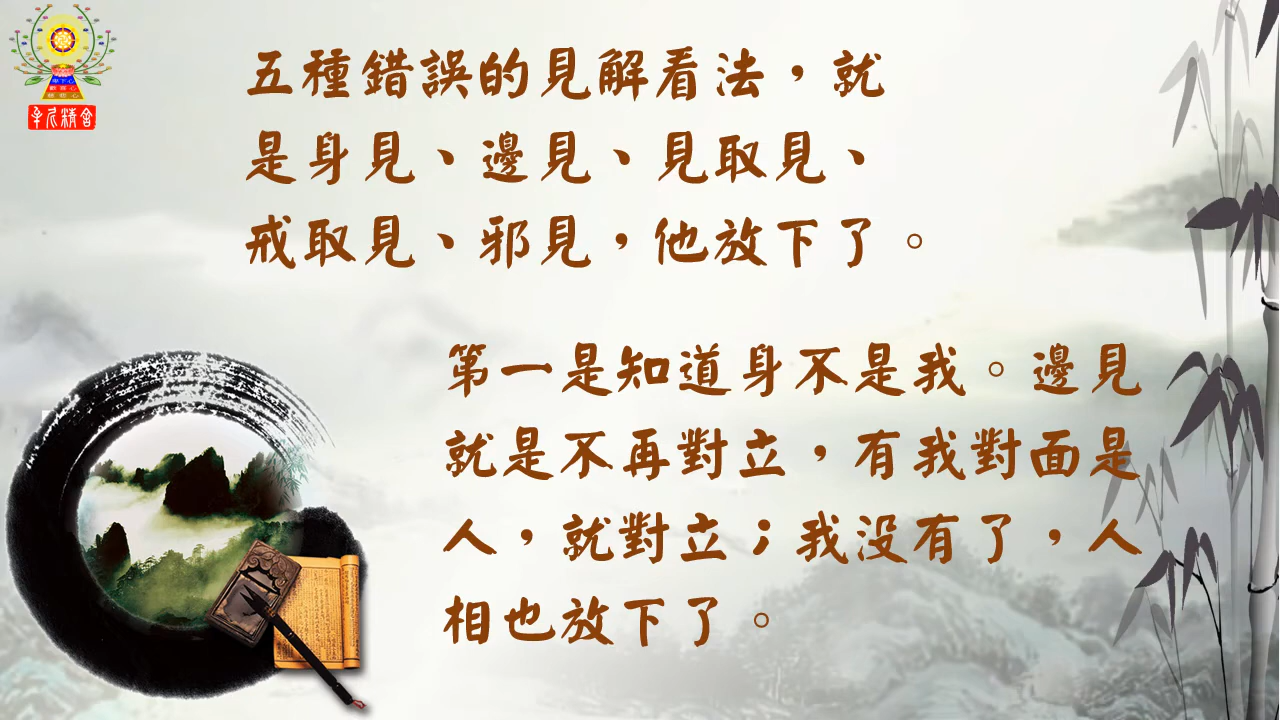 五種錯誤的見解看法，就
是身見、邊見、見取見、
戒取見、邪見，他放下了。
第一是知道身不是我。邊見
就是不再對立，有我對面是
人，就對立；我没有了，人
相也放下了。